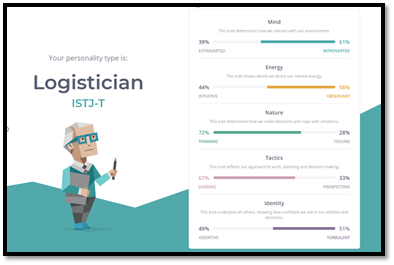 Your personality type is:
Logistician
ISTJ-T
Mind
This trait determines how we interact with our environment.
39% 61%
EXTRAVERTED INTROVERTED
Energy
This trait shows where we direct our mental energy.
44% 56%
INTUITIVE OBSERVANT
Nature
This trait determines how we make decisions and cope with emotions.
72% 28%
THINKING FEELING
Tactics
This trait reflects our approach to work, planning and decision-making.
67% 33%
JUDGING PROSPECTING
Identity
This trait underpins all others, showing how confident we are in our abilities and
decisions.
49% 51%
ASSERTIVE TURBULENT